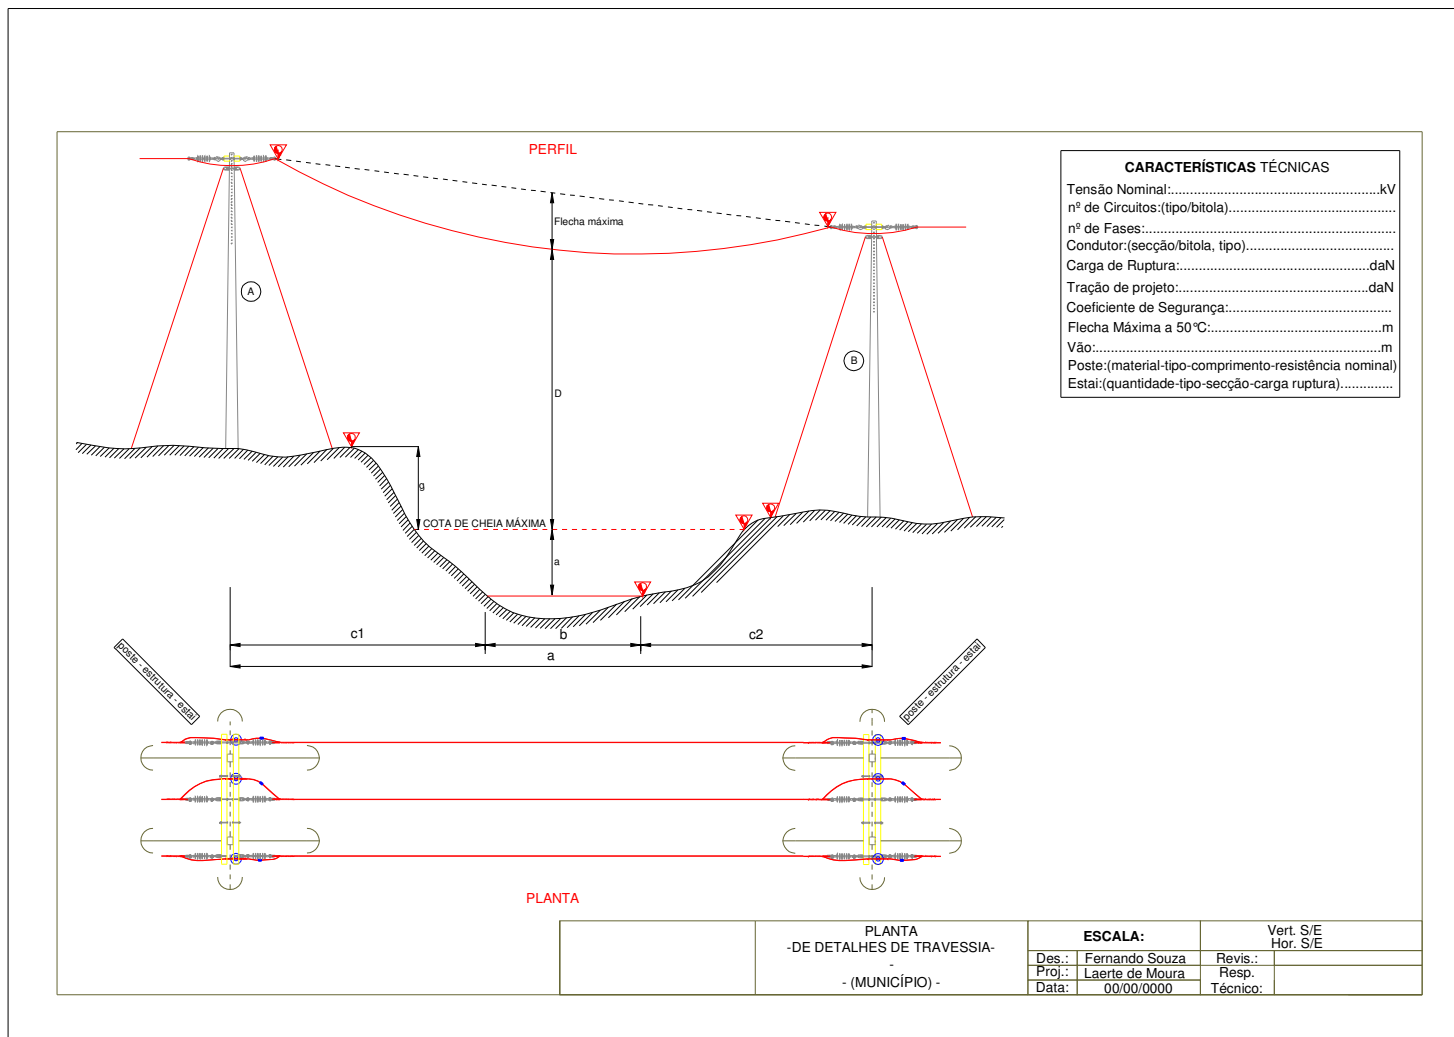 PERFIL
CARACTERÍSTICAS TÉCNICAS
Tensão Nominal:................................................kV
nº de Circuitos:(tipo/bitola).......................................
nº de Fases:..........................................................
Condutor:(secção/bitola, tipo)..................................
Carga de Ruptura:............................................daN
Tração de projeto:............................................daN
Coeficiente de Segurança:......................................
Flecha Máxima a 50°C:.......................................m
Vão:..................................................................m
Poste:(material-tipo-comprimento-resistência nominal)
Estai:(quantidade-tipo-secção-carga ruptura)..............
Flecha máxima
A
B
D
g
COTA DE CHEIA MÁXIMA
a
c1
b
c2
a
poste - estrutura - estai
poste - estrutura - estai
PLANTA
PLANTA
-DE DETALHES DE TRAVESSIA-
-
- (MUNICÍPIO) -
ESCALA:
Vert. S/E
Hor. S/E
Des.: Fernando Souza Revis.:
Proj.: Laerte de Moura Resp.
Data: 00/00/0000 Técnico: